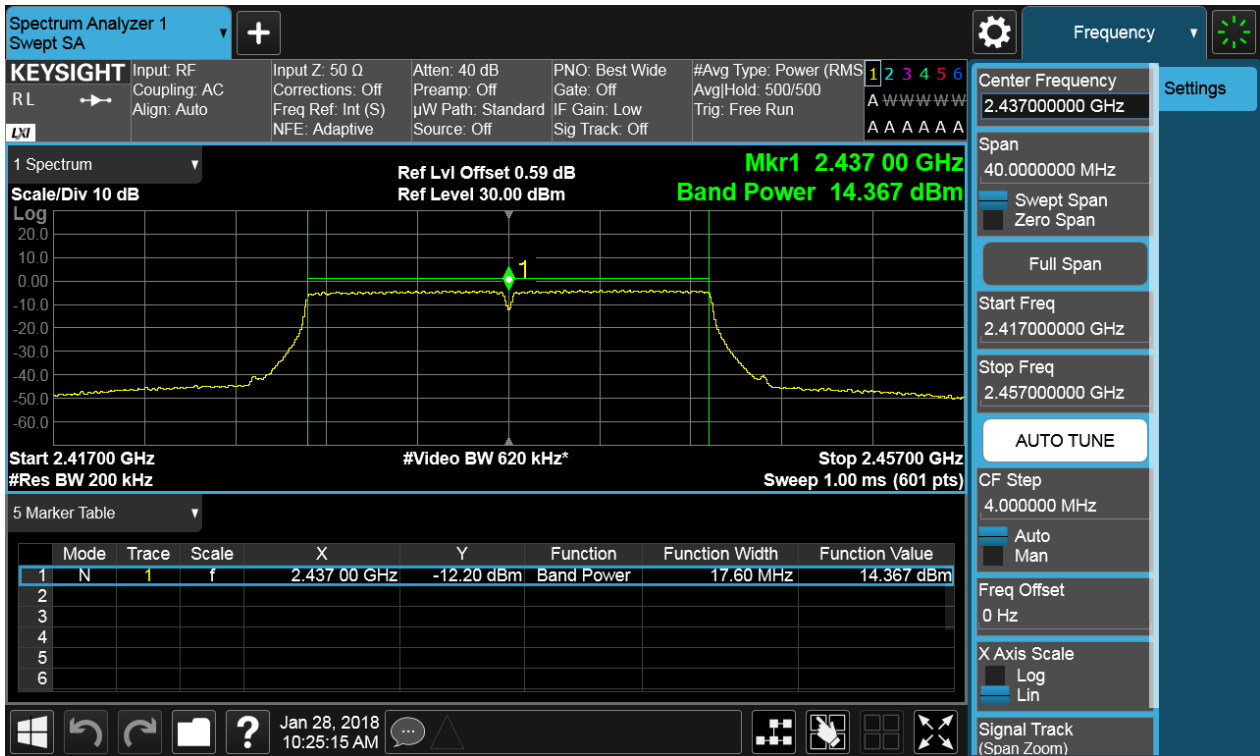 Spectrum Analyzer 1
Swept SA
+
Frequency
KEYSIGHT
RL
LXI
Input: RF
Coupling: AC
Align: Auto
Input Z: 50 Ω
Corrections: Off
Freq Ref: Int (S)
NFE: Adaptive
Atten: 40 dB
Preamp: Off
µW Path: Standard
Source: Off
PNO: Best Wide
Gate: Off
IF Gain: Low
Sig Track: Off
#Avg Type: Power (RMS
Avg|Hold: 500/500
Trig: Free Run
1 2 3 4 5 6
A W W W W W
A A A A A A
1 Spectrum
Scale/Div 10 dB
Ref Lvl Offset 0.59 dB
Ref Level 30.00 dBm
Mkr1 2.437 00 GHz
Band Power 14.367 dBm
Log
20.0
10.0
0.00
-10.0
-20.0
-30.0
-40.0
-50.0
-60.0
1
Start 2.41700 GHz
#Res BW 200 kHz
#Video BW 620 kHz*
Stop 2.45700 GHz
Sweep 1.00 ms (601 pts)
5 Marker Table
Mode Trace Scale X Y Function Function Width Function Value
1 N 1 f 2.437 00 GHz -12.20 dBm Band Power 17.60 MHz 14.367 dBm
2
3
4
5
6
?
Jan 28, 2018
10:25:15 AM
Center Frequency
2.437000000 GHz
Span
40.0000000 MHz
Swept Span
Zero Span
Full Span
Start Freq
2.417000000 GHz
Stop Freq
2.457000000 GHz
AUTO TUNE
CF Step
4.000000 MHz
Auto
Man
Freq Offset
0 Hz
X Axis Scale
Log
Lin
Signal Track
(Span Zoom)
Settings